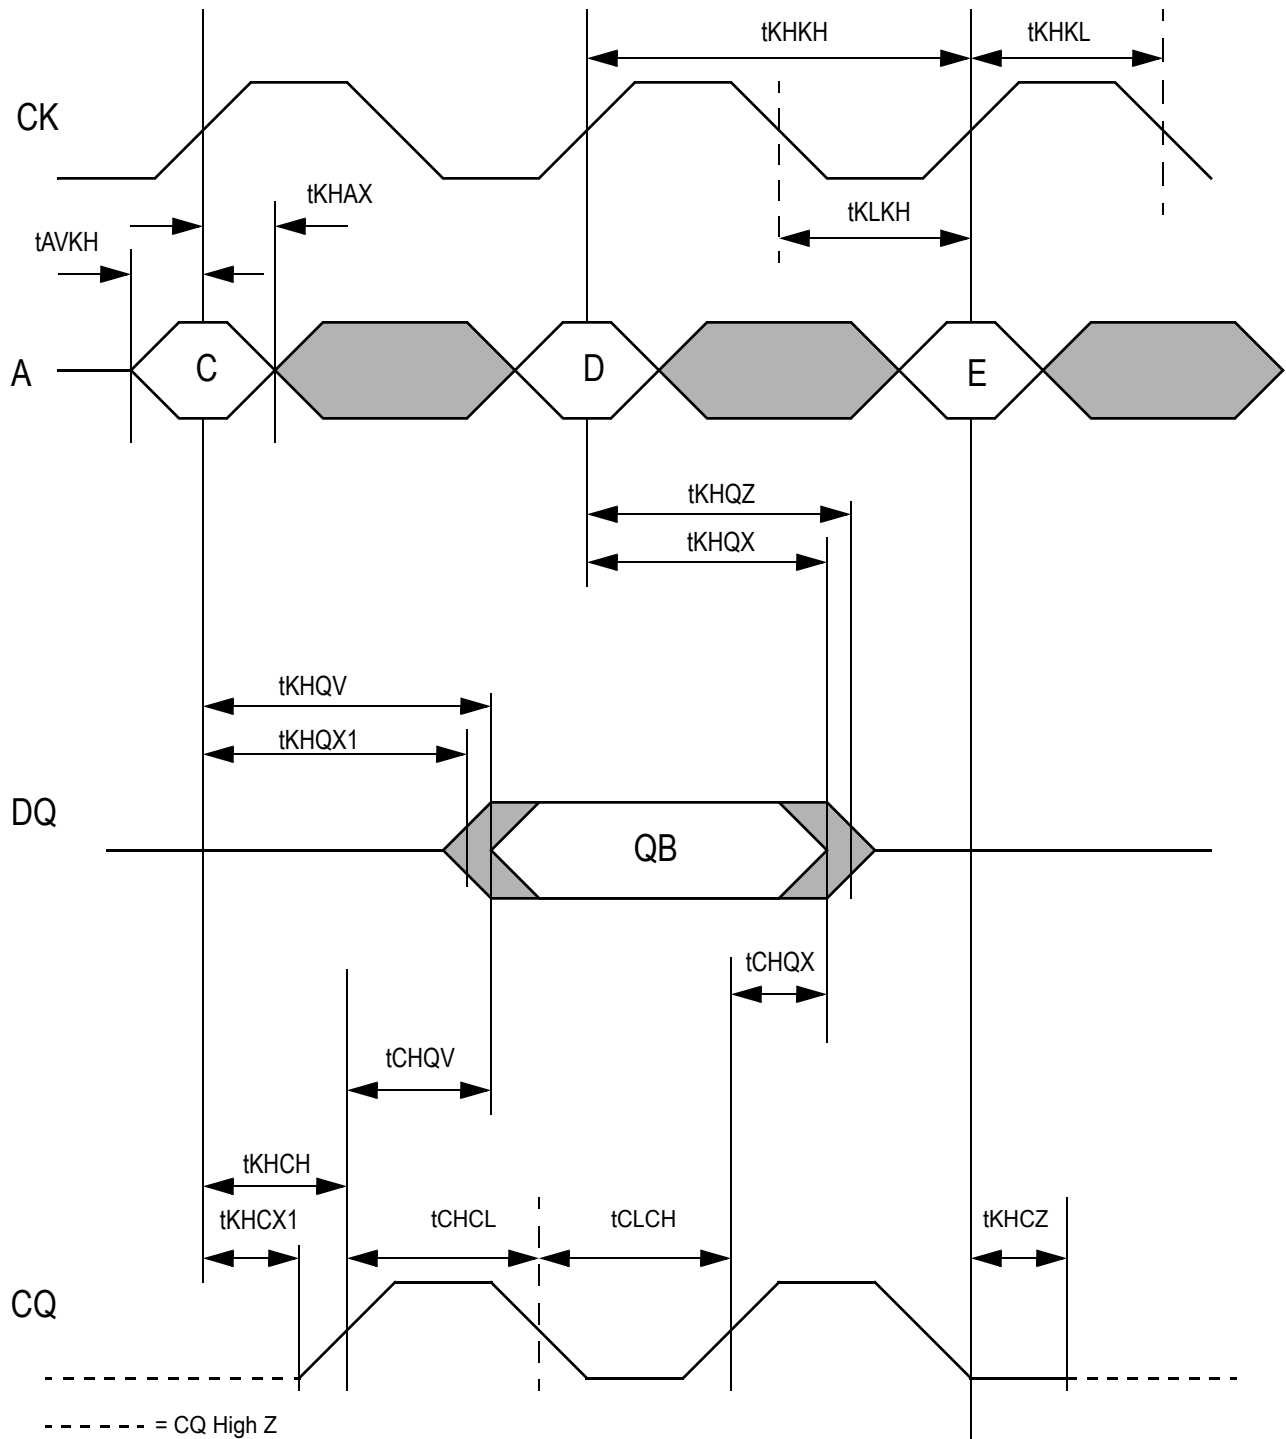 tKHKH
tKHKL
CK
tKHAX
tKLKH
tAVKH
A
C
D
E
tKHQZ
tKHQX
tKHQV
tKHQX1
DQ
QB
tCHQX
tCHQV
tKHCH
tKHCX1
tCHCL
tCLCH
tKHCZ
CQ
= CQ High Z